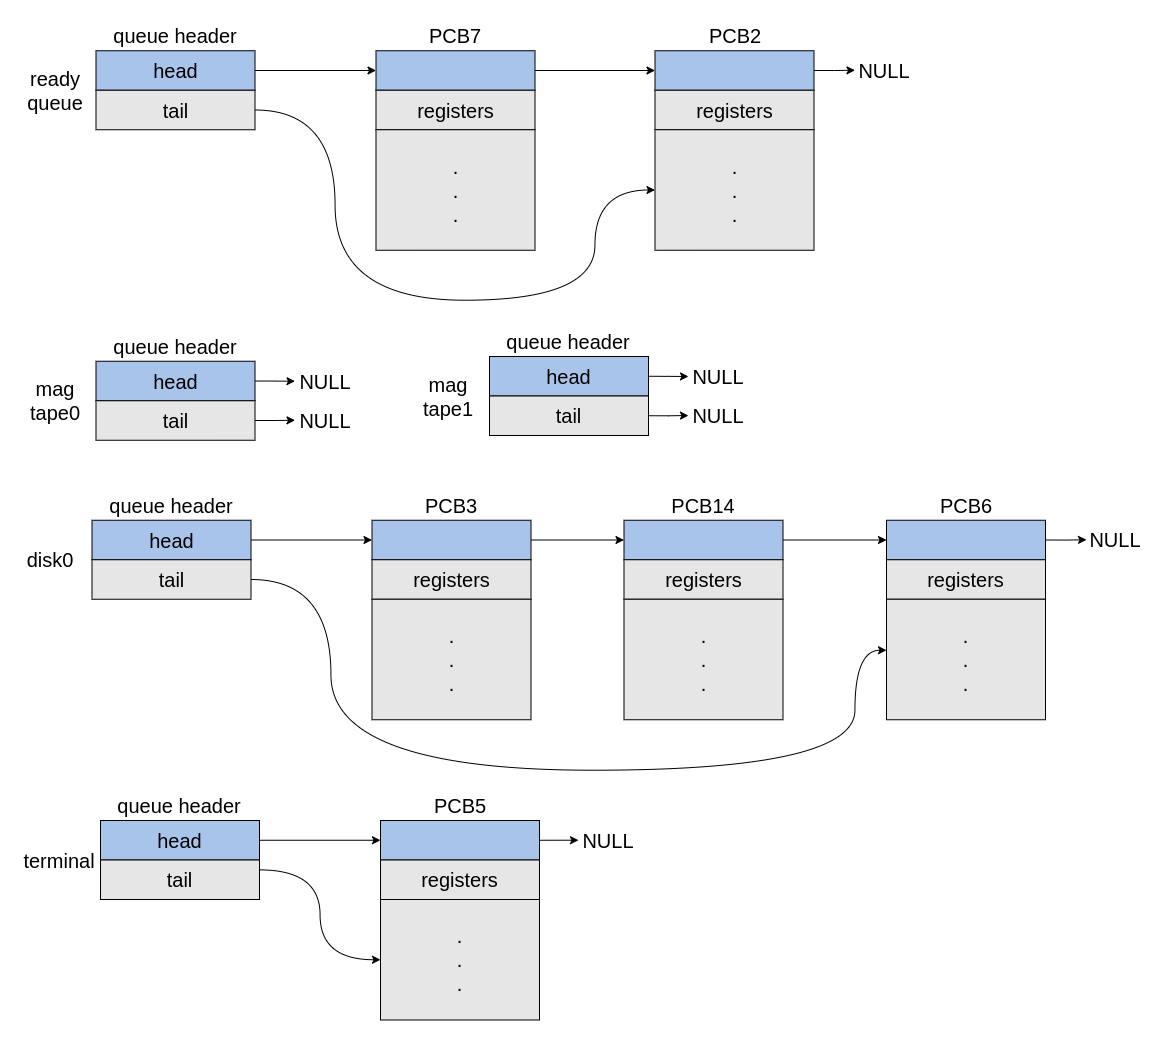 queue header
PCB7
PCB2
ready
queue
head
NULL
tail
registers
registers
.
.
.
.
.
.
queue header
mag
tape0
head
NULL
tail
NULL
queue header
mag
tape1
head
NULL
tail
NULL
queue header
PCB3
PCB14
PCB6
disk0
head
NULL
tail
registers
registers
registers
.
.
.
.
.
.
.
.
.
queue header
PCB5
terminal
head
NULL
tail
registers
.
.
.